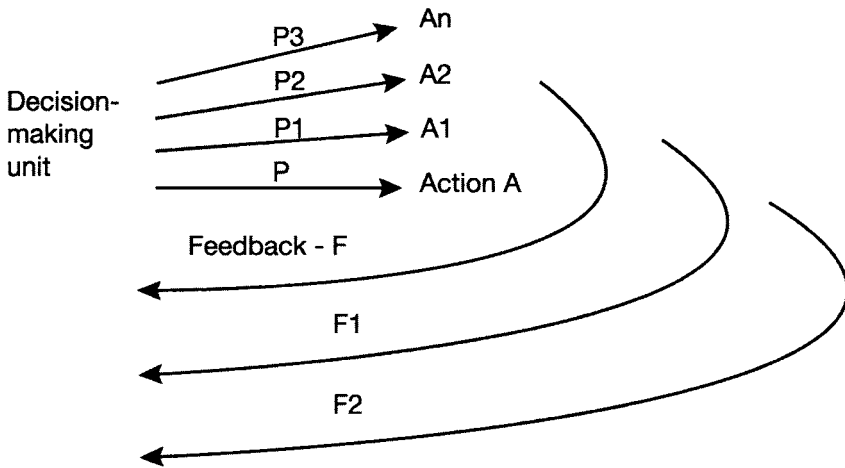 An
P3
P2
A2
Decision-
making
unit
P1
A1
P
Action A
Feedback - F
F1
F2